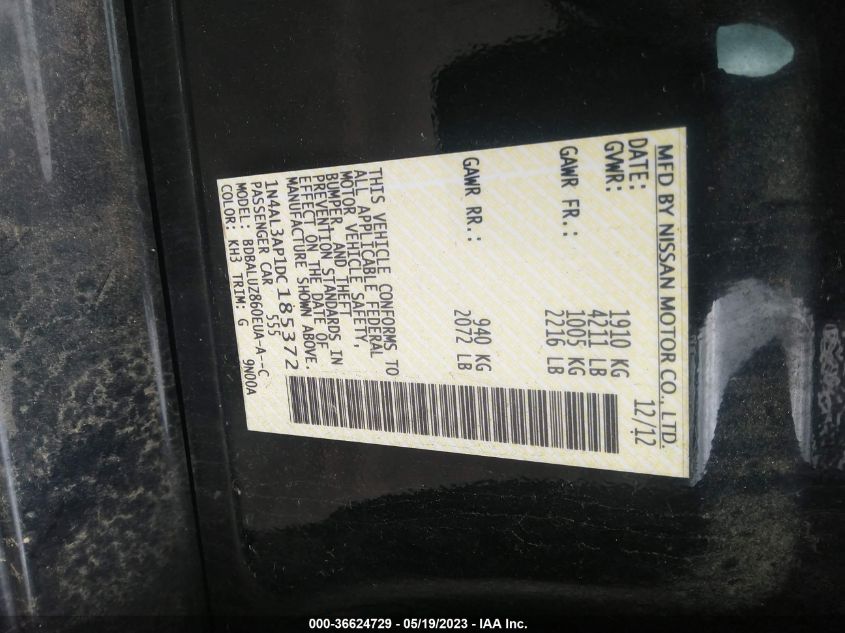 MFD BY NISSAN MOTOR CO., LTD.
DATE: 12/12
GVWR: 1910 KG
4211 LB
GAWR FR.: 1005 KG
2216 LB
GAWR RR.: 940 KG
2072 LB
THIS VEHICLE CONFORMS TO
ALL APPLICABLE FEDERAL
MOTOR VEHICLE SAFETY,
BUMPER, AND THEFT
PREVENTION STANDARDS IN
EFFECT ON THE DATE OF
MANUFACTURE SHOWN ABOVE.
1N4AL3AP1DC185372
PASSENGER CAR 555
MODEL: BDBALUZ860EUA-A--C
COLOR: KH3 TRIM: G 9N00A
000-36624729 - 05/19/2023 - IAA Inc.